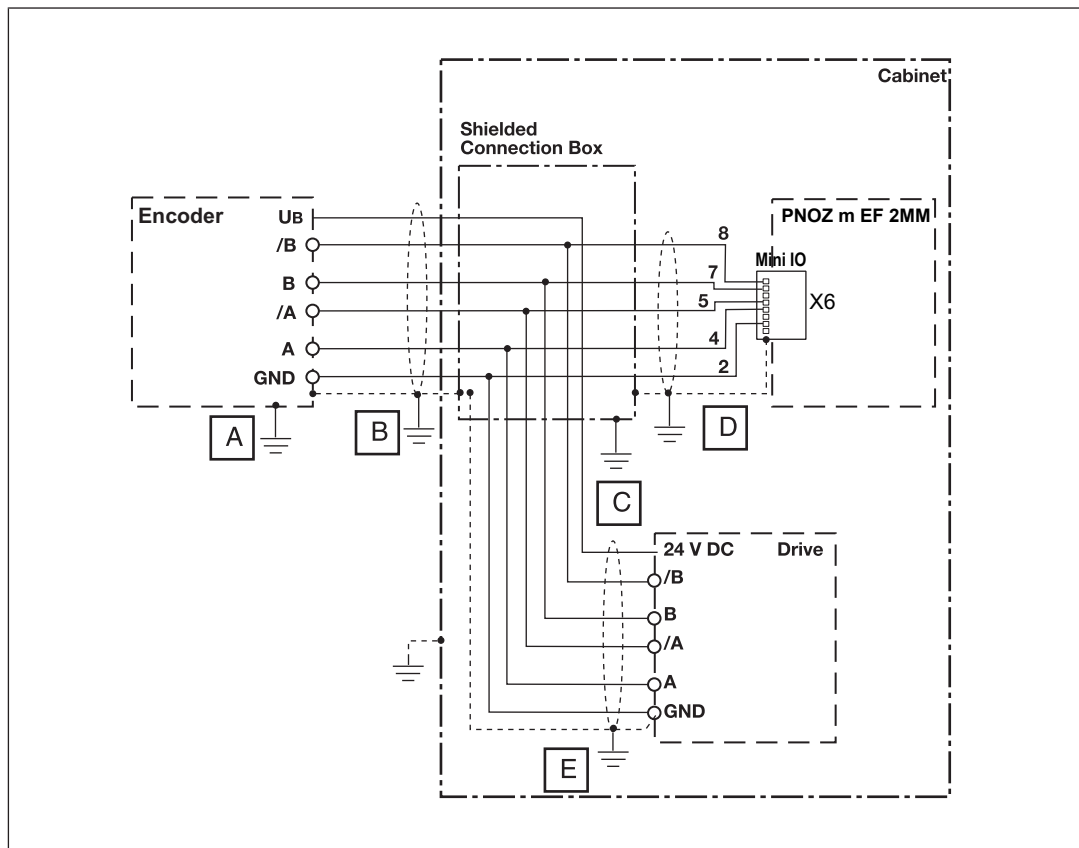 Cabinet
Shielded
Connection Box
Encoder
UB
/B
B
/A
A
GND
PNOZ m EF 2MM
Mini IO
X6
8
7
5
4
2
A
B
C
D
24 V DC
Drive
/B
B
/A
A
GND
E